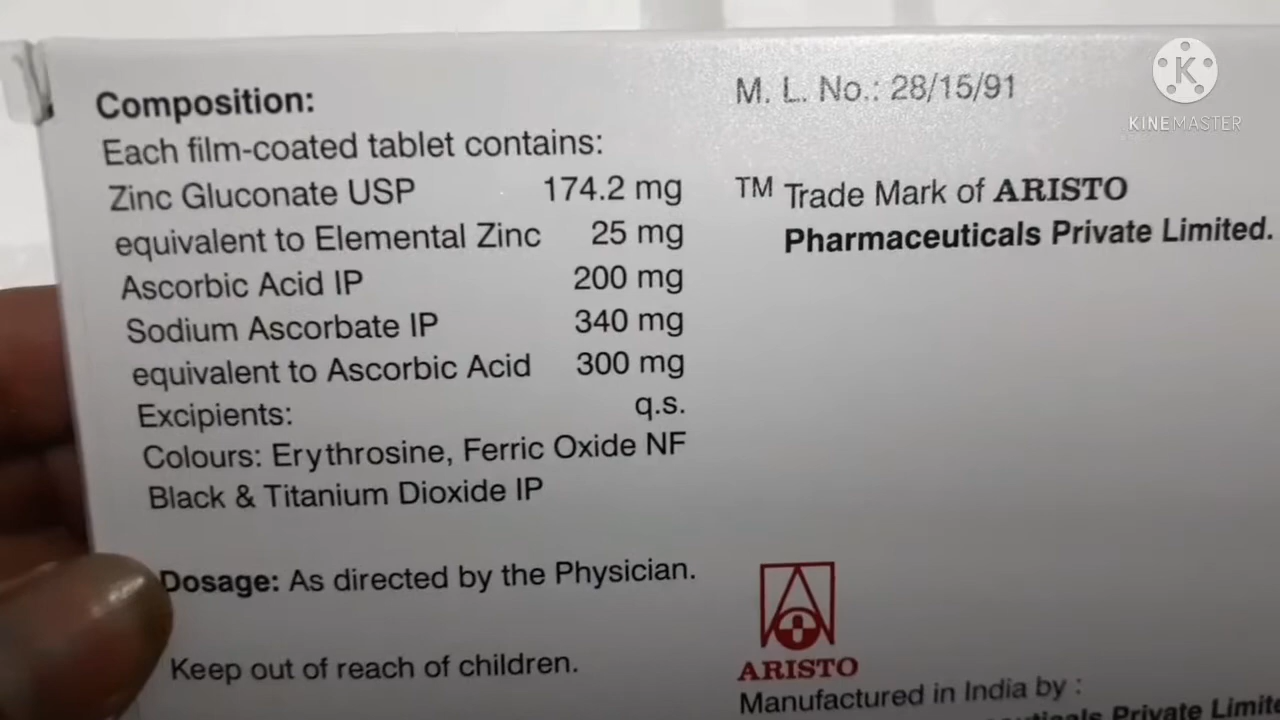 Composition:
Each film-coated tablet contains:
Zinc Gluconate USP 174.2 mg
equivalent to Elemental Zinc 25 mg
Ascorbic Acid IP 200 mg
Sodium Ascorbate IP 340 mg
equivalent to Ascorbic Acid 300 mg
Excipients: q.s.
Colours: Erythrosine, Ferric Oxide NF
Black & Titanium Dioxide IP
Dosage: As directed by the Physician.
Keep out of reach of children.
M. L. No.: 28/15/91
TM Trade Mark of ARISTO
Pharmaceuticals Private Limited.
ARISTO
Manufactured in India by :
Private
K
KINEMASTER